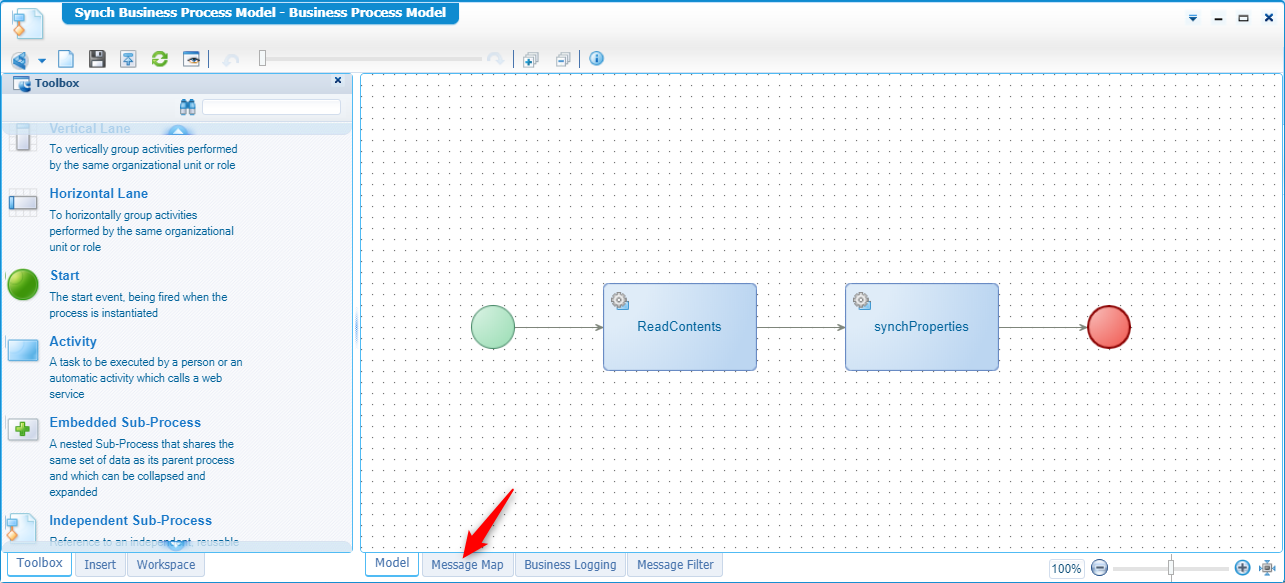 Synch Business Process Model - Business Process Model
Toolbox
Vertical Lane
To vertically group activities performed
by the same organizational unit or role
Horizontal Lane
To horizontally group activities
performed by the same organizational
unit or role
Start
The start event, being fired when the
process is instantiated
Activity
A task to be executed by a person or an
automatic activity which calls a web
service
Embedded Sub-Process
A nested Sub-Process that shares the
same set of data as its parent process
and which can be collapsed and
expanded
Independent Sub-Process
Reference to an independent, reusable
Toolbox
Insert
Workspace
ReadContents
synchProperties
Model
Message Map
Business Logging
Message Filter
100%